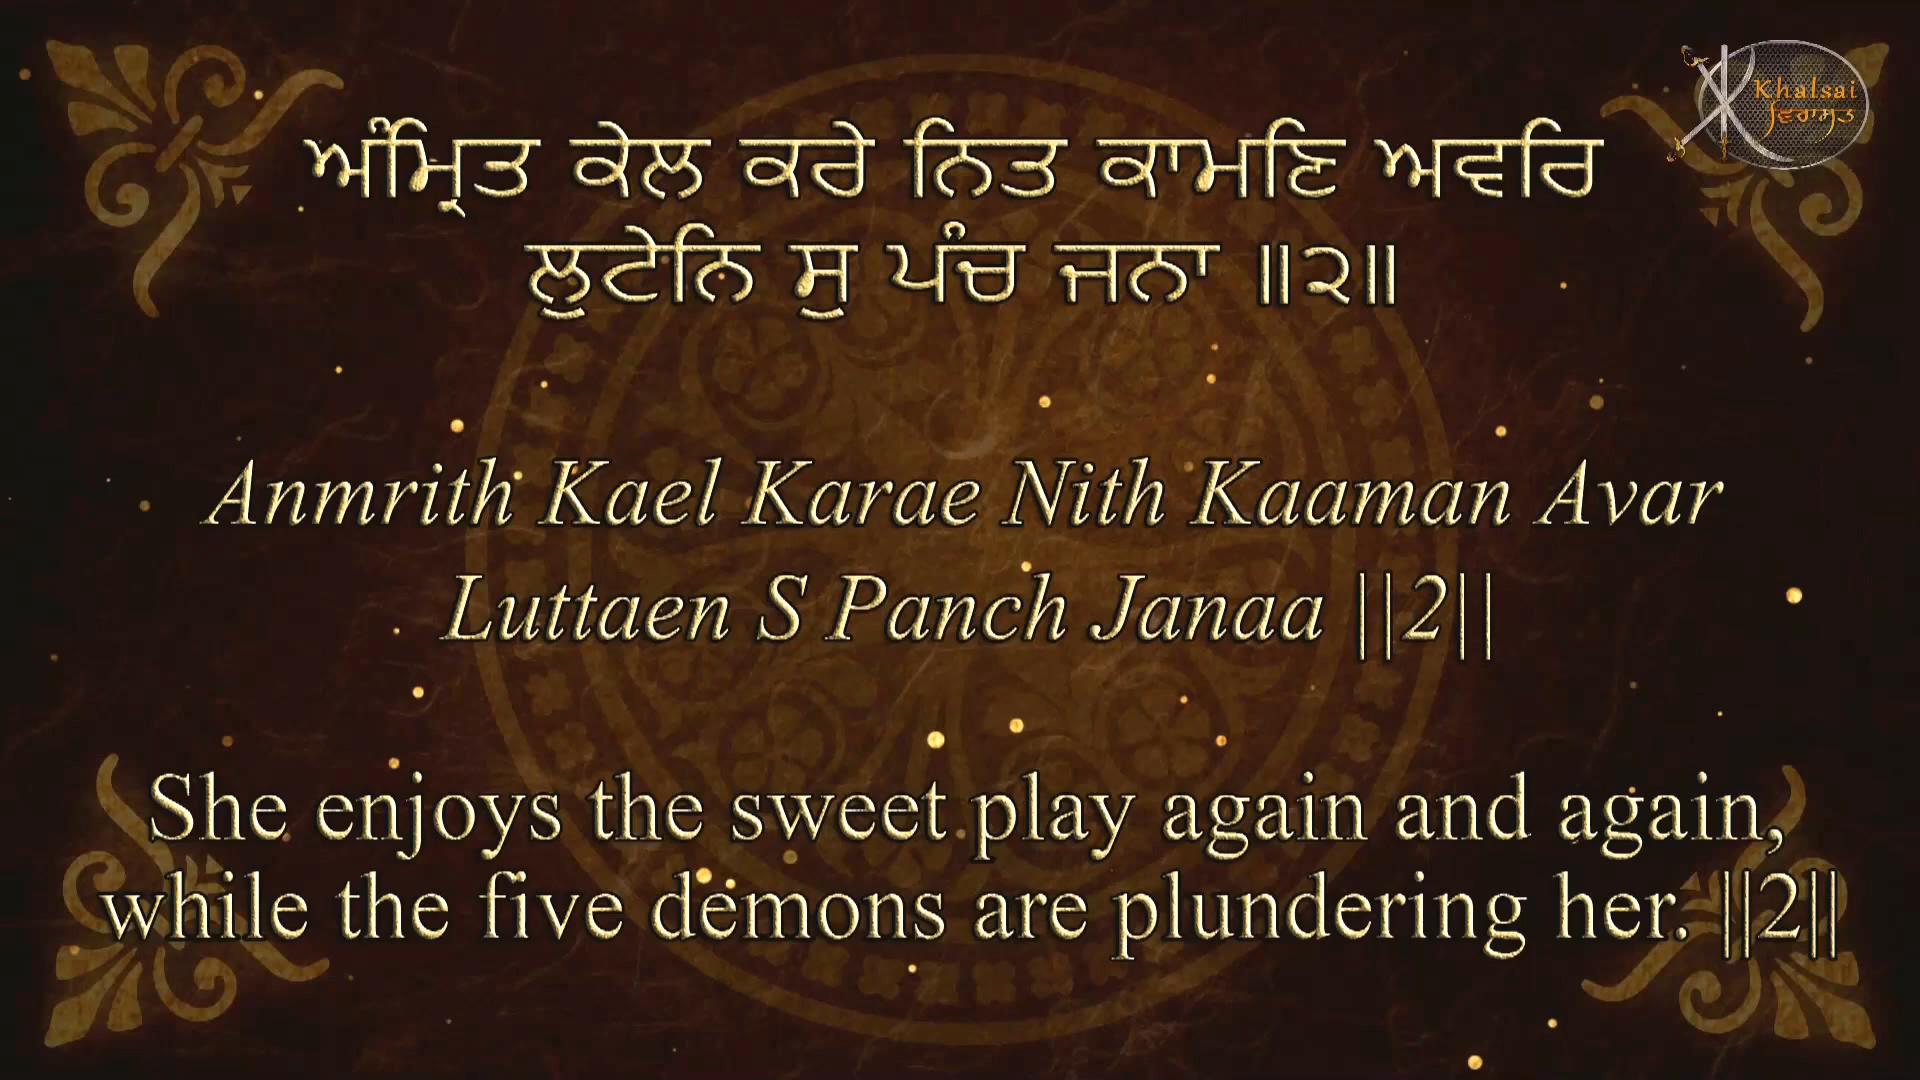 Khalsai
ਵਿਰਾਸਤ
ਅੰਮ੍ਰਿਤ ਕੇਲ ਕਰੇ ਨਿਤ ਕਾਮਣਿ ਅਵਰਿ
ਲੁਟੇਨਿ ਸੁ ਪੰਚ ਜਨਾ ॥੨॥
Anmrith Kael Karae Nith Kaaman Avar
Luttaen S Panch Janaa ||2||
She enjoys the sweet play again and again,
while the five demons are plundering her. ||2||